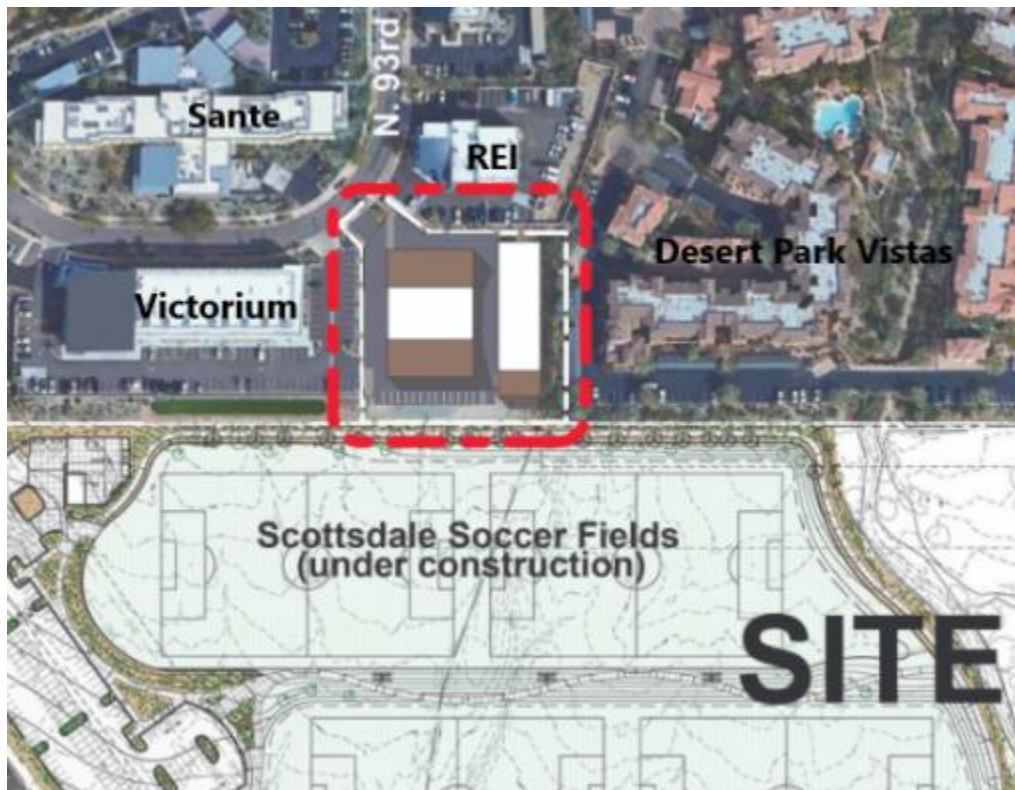 N. 93rd
Sante
REI
Desert Park Vistas
Victorium
Scottsdale Soccer Fields
(under construction)
SITE